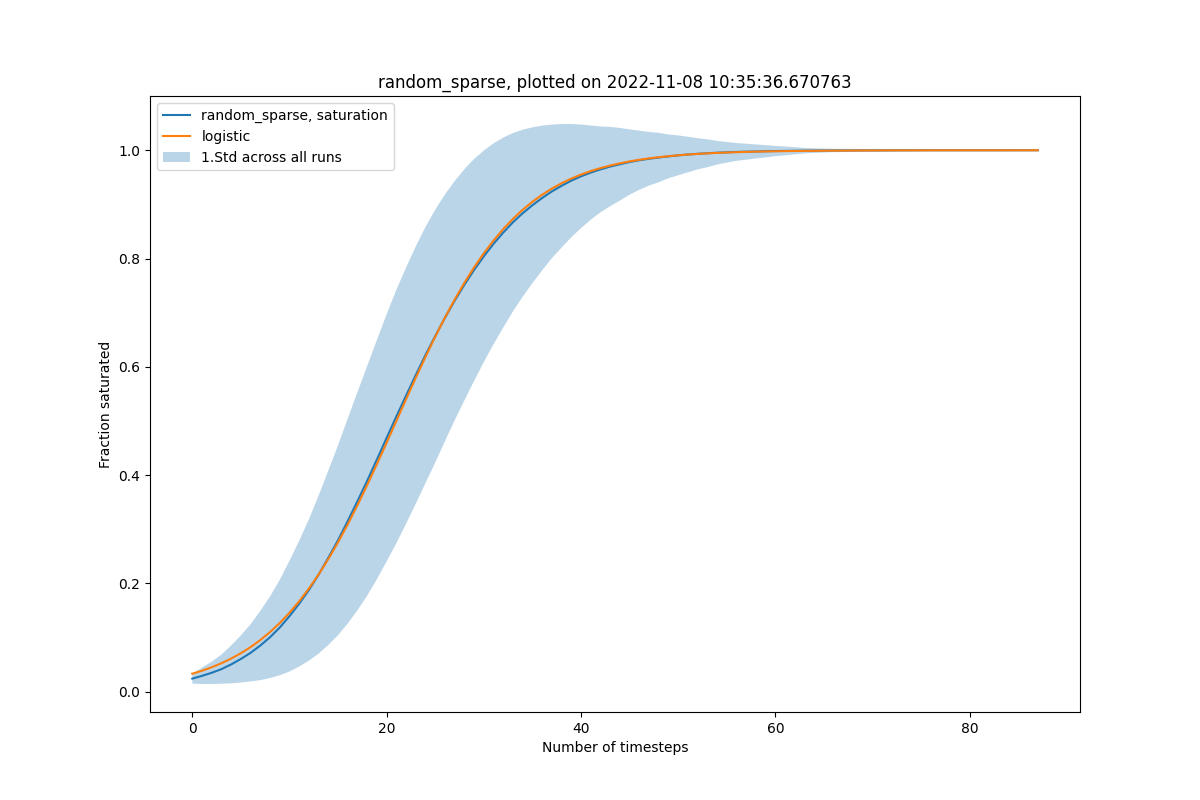 random_sparse, plotted on 2022-11-08 10:35:36.670763
random_sparse, saturation
logistic
1.Std across all runs
1.0
0.8
0.6
0.4
0.2
0.0
Fraction saturated
0 20 40 60 80
Number of timesteps